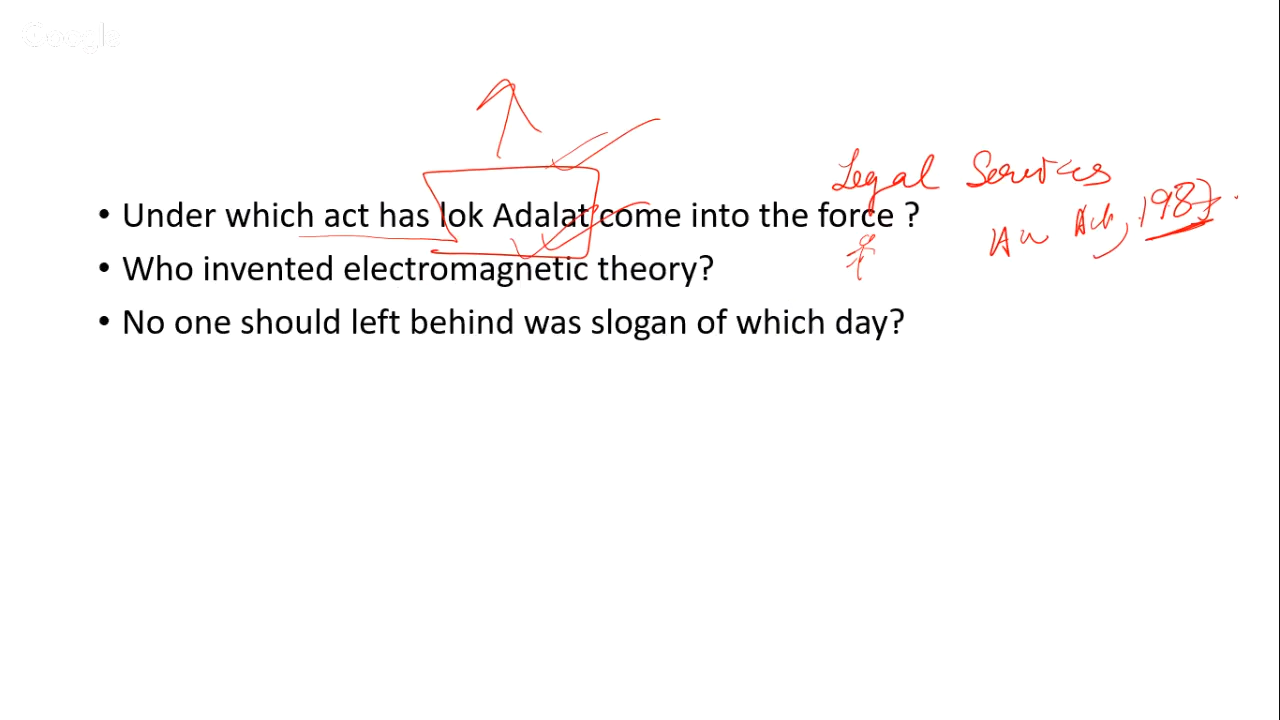 Google
Legal Services
• Under which act has lok Adalat come into the force ?
Act, 1987
• Who invented electromagnetic theory?
• No one should left behind was slogan of which day?